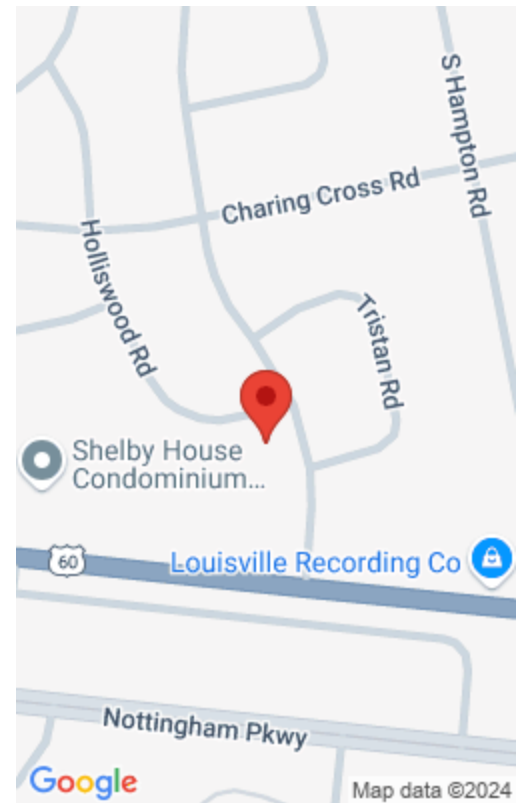 S Hampton Rd
Charing Cross Rd
Holliswood Rd
Tristan Rd
Shelby House
Condominium...
60
Louisville Recording Co
Nottingham Pkwy
Google
Map data ©2024